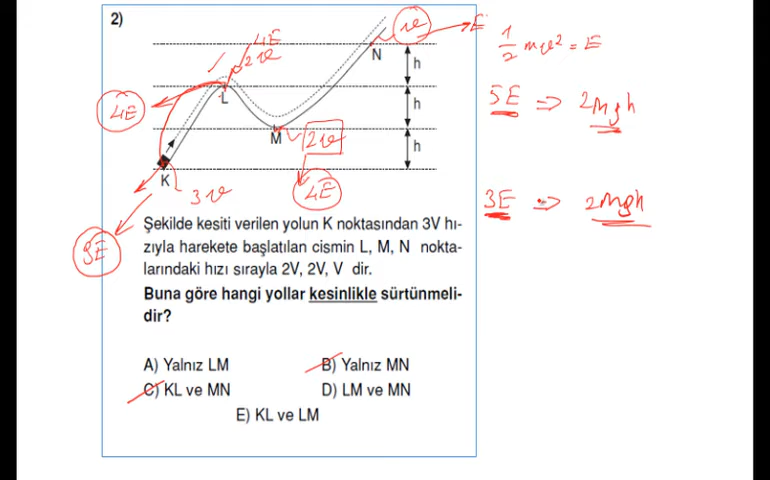 2)
4E
2v
v → E
N
h
L
h
4E
M
2v
h
K
3v
4E
9E
1/2 mv² = E
5E ⇒ 2mgh
3E ⇒ 2mgh
Şekilde kesiti verilen yolun K noktasından 3V hı-
zıyla harekete başlatılan cismin L, M, N nokta-
larındaki hızı sırayla 2V, 2V, V dir.
Buna göre hangi yollar kesinlikle sürtünmeli-
dir?
A) Yalnız LM
B) Yalnız MN
C) KL ve MN
D) LM ve MN
E) KL ve LM